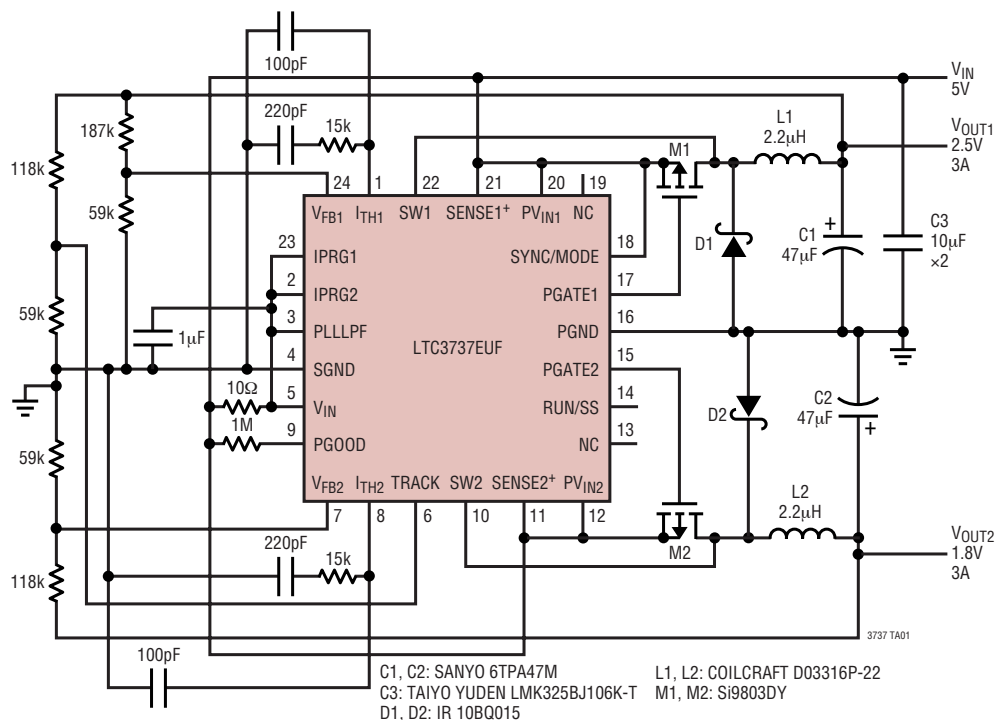 100pF
V_IN
5V
220pF
15k
187k
118k
59k
L1
2.2µH
V_OUT1
2.5V
3A
M1
24
1
22
21
20
19
V_FB1
I_TH1
SW1
SENSE1+
PV_IN1
NC
23
IPRG1
SYNC/MODE
18
D1
C1
47µF
+
C3
10µF
×2
2
IPRG2
PGATE1
17
59k
1µF
3
PLLLPF
PGND
16
LTC3737EUF
4
SGND
PGATE2
15
10Ω
5
V_IN
RUN/SS
14
D2
C2
47µF
+
1M
9
PGOOD
NC
13
59k
V_FB2
I_TH2
TRACK
SW2
SENSE2+
PV_IN2
7
8
6
10
11
12
M2
L2
2.2µH
V_OUT2
1.8V
3A
220pF
15k
118k
3737 TA01
100pF
C1, C2: SANYO 6TPA47M
C3: TAIYO YUDEN LMK325BJ106K-T
D1, D2: IR 10BQ015
L1, L2: COILCRAFT D03316P-22
M1, M2: Si9803DY